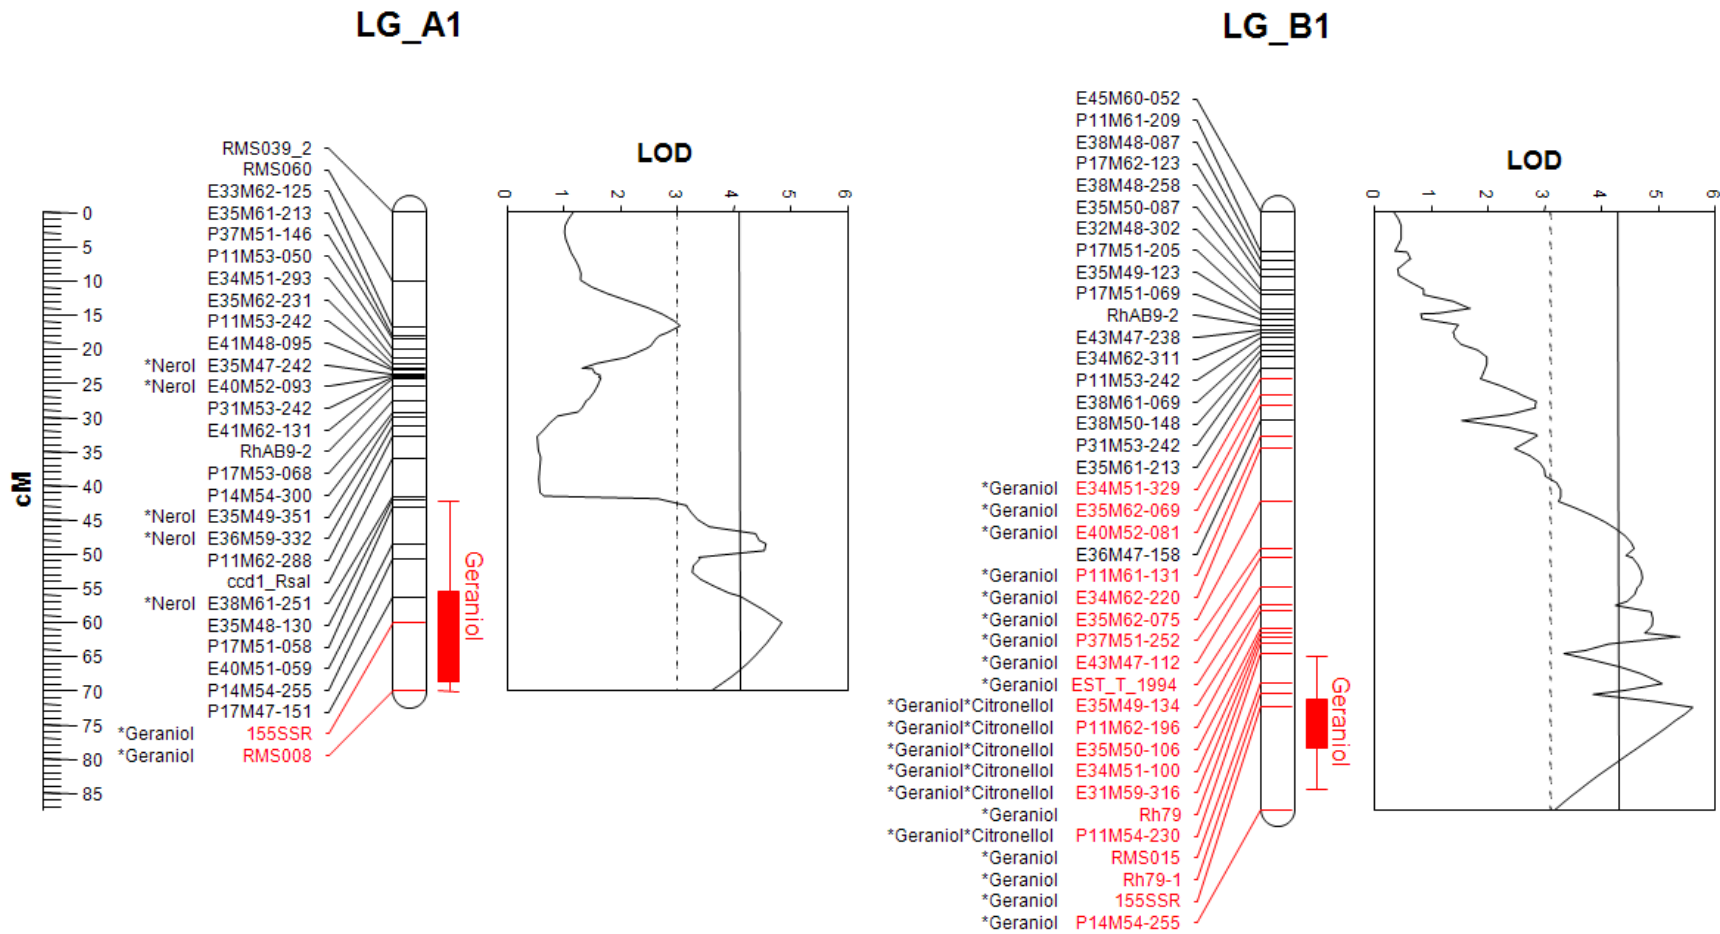 LG_A1
LOD
0 1 2 3 4 5 6
cM
0
5
10
15
20
25
30
35
40
45
50
55
60
65
70
75
80
85
RMS039_2
RMS060
E33M62-125
E35M61-213
P37M51-146
P11M53-050
E34M51-293
E35M62-231
P11M53-242
E41M48-095
*Nerol E35M47-242
*Nerol E40M52-093
P31M53-242
E41M62-131
RhAB9-2
P17M53-068
P14M54-300
*Nerol E35M49-351
*Nerol E36M59-332
P11M62-288
ccd1_RsaI
*Nerol E38M61-251
E35M48-130
P17M51-058
E40M51-059
P14M54-255
P17M47-151
*Geraniol 155SSR
*Geraniol RMS008
Geraniol
LG_B1
LOD
0 1 2 3 4 5 6
E45M60-052
P11M61-209
E38M48-087
P17M62-123
E38M48-258
E35M50-087
E32M48-302
P17M51-205
E35M49-123
P17M51-069
RhAB9-2
E43M47-238
E34M62-311
P11M53-242
E38M61-069
E38M50-148
P31M53-242
E35M61-213
*Geraniol E34M51-329
*Geraniol E35M62-069
*Geraniol E40M52-081
E36M47-158
*Geraniol P11M61-131
*Geraniol E34M62-220
*Geraniol E35M62-075
*Geraniol P37M51-252
*Geraniol E43M47-112
*Geraniol EST_T_1994
*Geraniol*Citronellol E35M49-134
*Geraniol*Citronellol P11M62-196
*Geraniol*Citronellol E35M50-106
*Geraniol*Citronellol E34M51-100
*Geraniol*Citronellol E31M59-316
*Geraniol Rh79
*Geraniol*Citronellol P11M54-230
*Geraniol RMS015
*Geraniol Rh79-1
*Geraniol 155SSR
*Geraniol P14M54-255
Geraniol